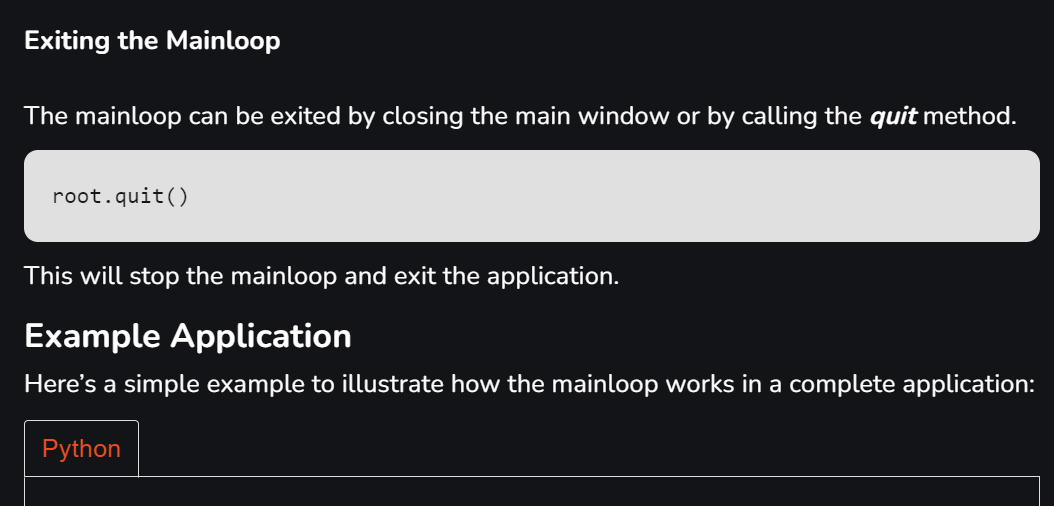 Exiting the Mainloop
The mainloop can be exited by closing the main window or by calling the quit method.
root.quit()
This will stop the mainloop and exit the application.
Example Application
Here’s a simple example to illustrate how the mainloop works in a complete application:
Python